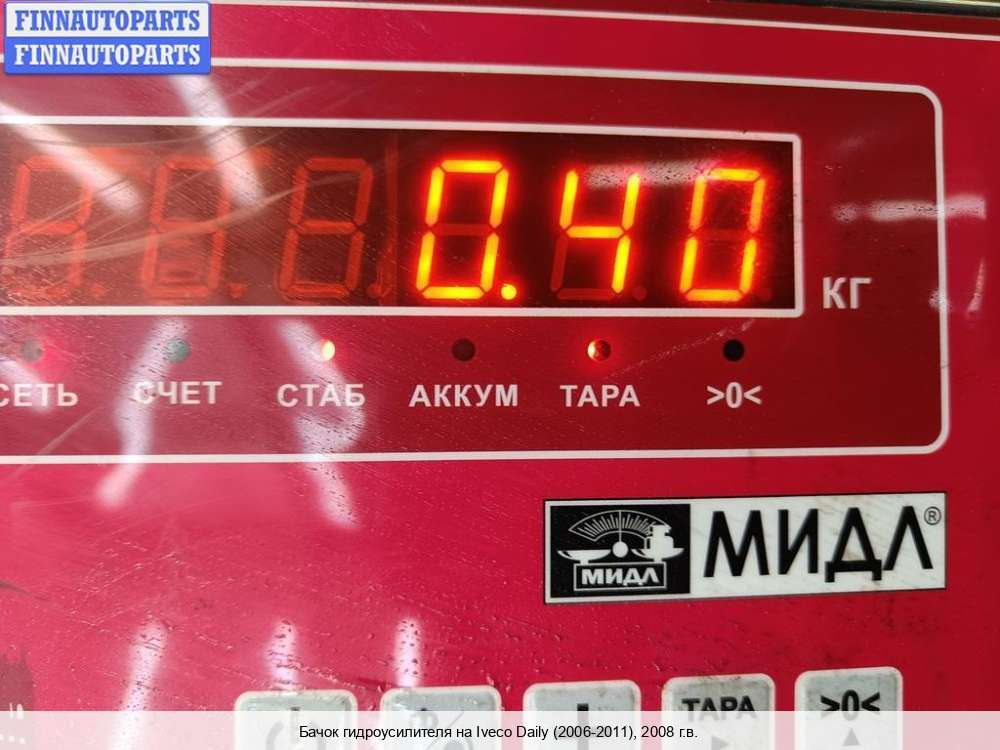 FINNAUTOPARTS
FINNAUTOPARTS
0.40
КГ
СЕТЬ СЧЕТ СТАБ АККУМ ТАРА >0<
МИДЛ МИДЛ®
ТАРА >0<
Бачок гидроусилителя на Iveco Daily (2006-2011), 2008 г.в.